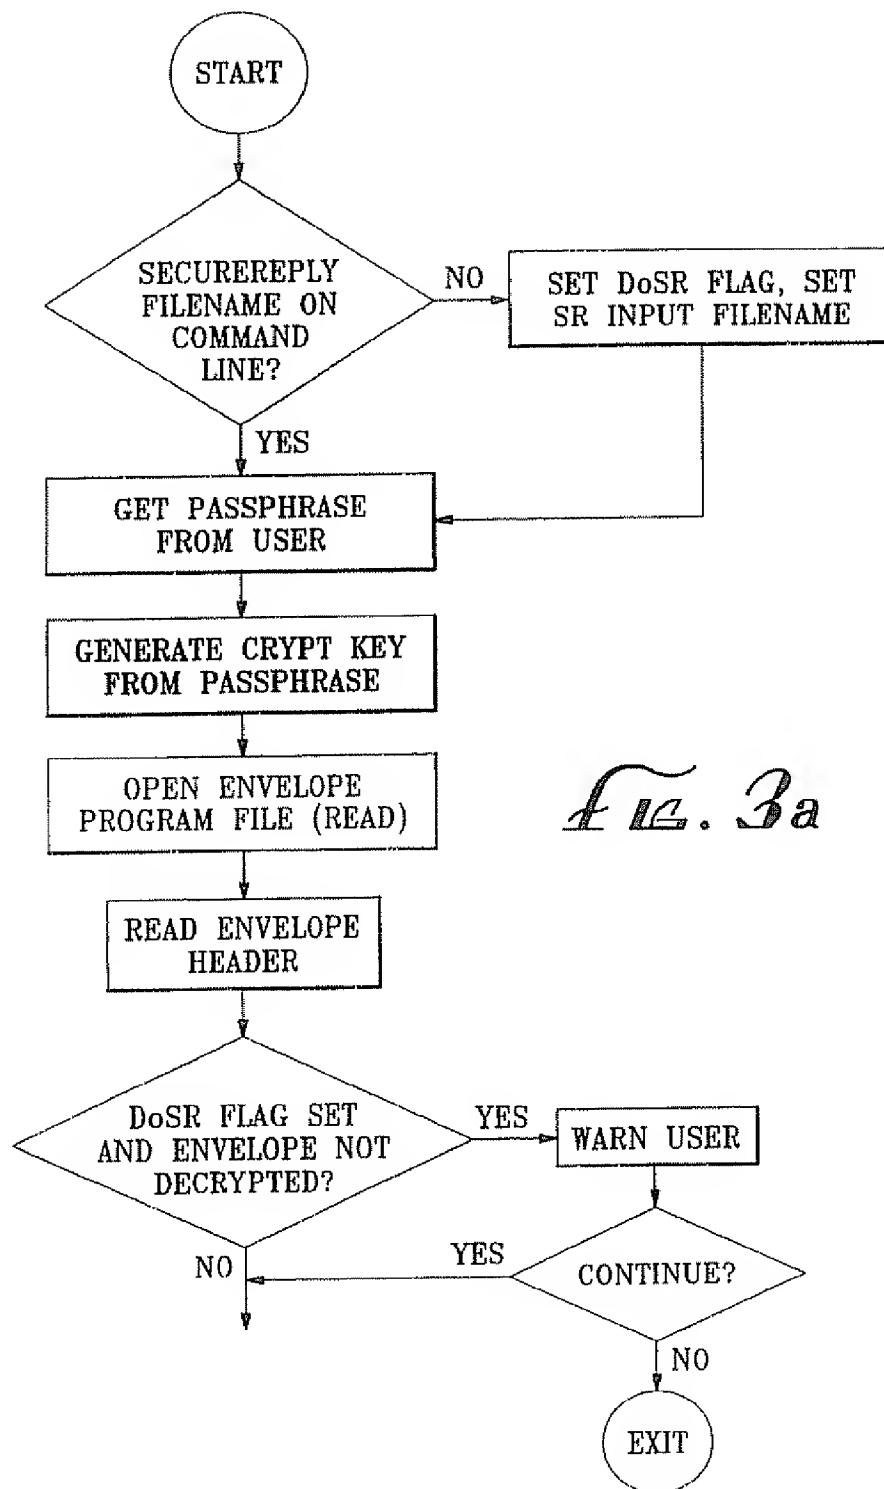 START
SECUREREPLY
FILENAME ON
COMMAND
LINE?
NO
SET DoSR FLAG, SET
SR INPUT FILENAME
YES
GET PASSPHRASE
FROM USER
GENERATE CRYPT KEY
FROM PASSPHRASE
OPEN ENVELOPE
PROGRAM FILE (READ)
FIG. 3a
READ ENVELOPE
HEADER
DoSR FLAG SET
AND ENVELOPE NOT
DECRYPTED?
YES
WARN USER
NO
YES
CONTINUE?
NO
EXIT